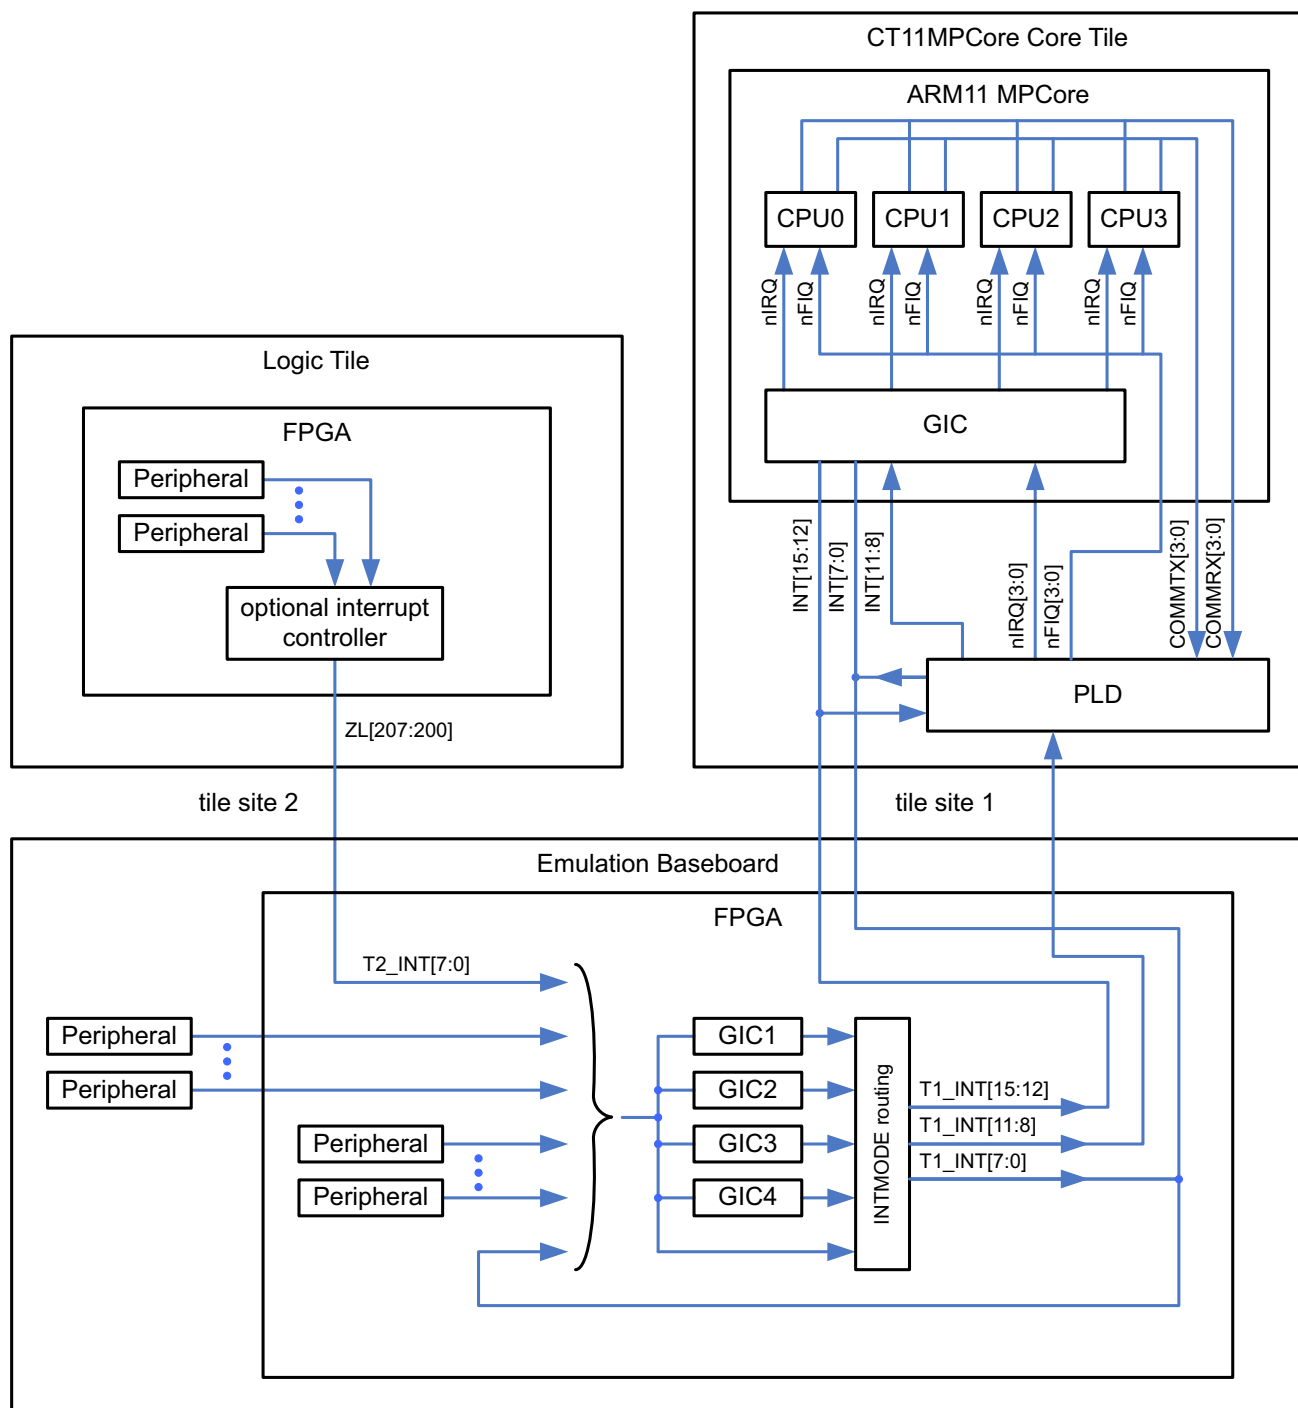 CT11MPCore Core Tile
ARM11 MPCore
CPU0
CPU1
CPU2
CPU3
nIRQ
nFIQ
nIRQ
nFIQ
nIRQ
nFIQ
nIRQ
nFIQ
GIC
INT[15:12]
INT[7:0]
INT[11:8]
nIRQ[3:0]
nFIQ[3:0]
COMMTX[3:0]
COMMRX[3:0]
PLD
Logic Tile
FPGA
Peripheral
Peripheral
optional interrupt
controller
ZL[207:200]
tile site 2
tile site 1
Emulation Baseboard
FPGA
T2_INT[7:0]
Peripheral
Peripheral
Peripheral
Peripheral
GIC1
GIC2
GIC3
GIC4
INTMODE routing
T1_INT[15:12]
T1_INT[11:8]
T1_INT[7:0]